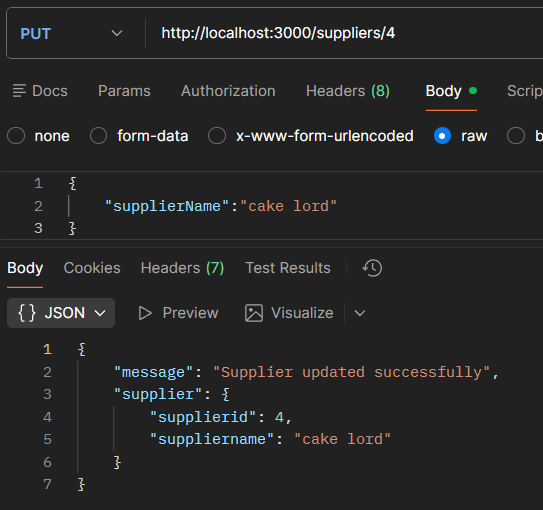 PUT http://localhost:3000/suppliers/4
Docs Params Authorization Headers (8) Body Scrip
none form-data x-www-form-urlencoded raw b
1 {
2 "supplierName":"cake lord"
3 }
Body Cookies Headers (7) Test Results
{} JSON Preview Visualize
1 {
2 "message": "Supplier updated successfully",
3 "supplier": {
4 "supplierid": 4,
5 "suppliername": "cake lord"
6 }
7 }